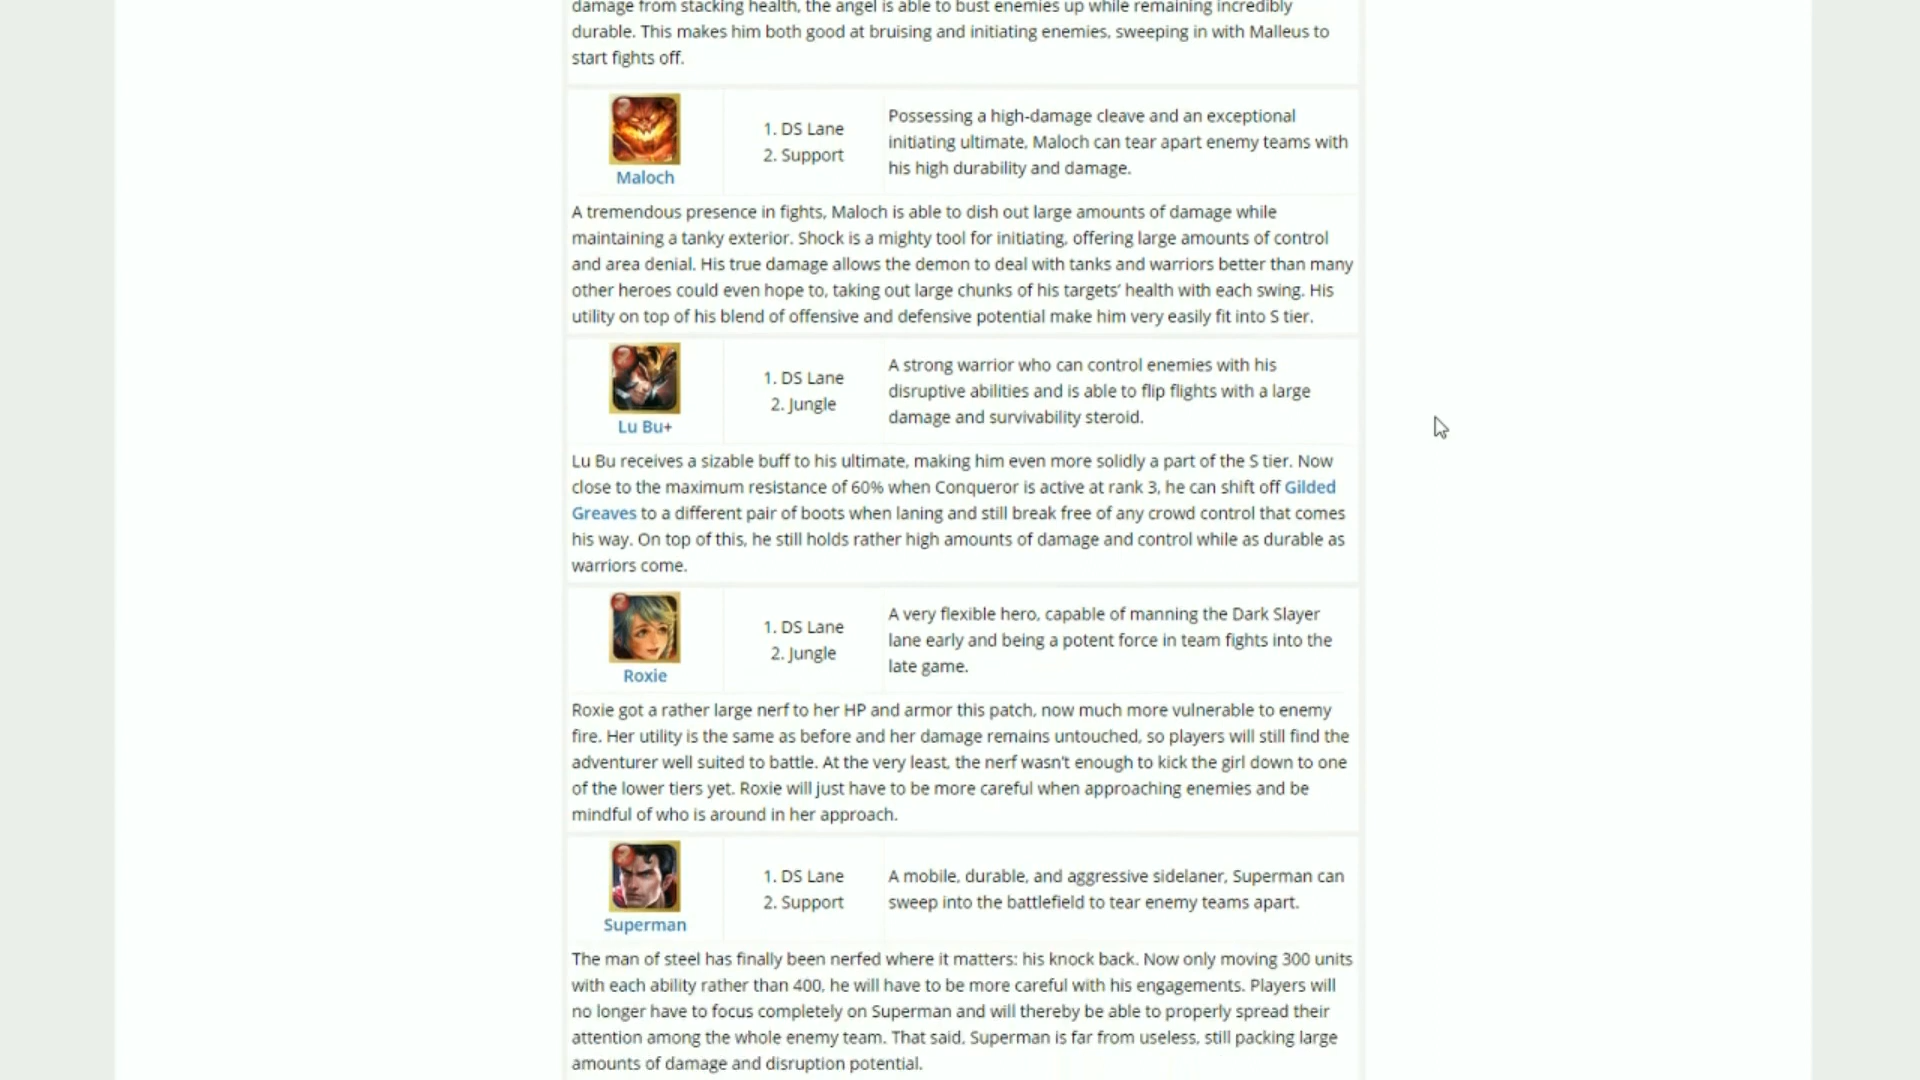 damage from stacking health, the angel is able to bust enemies up while remaining incredibly
durable. This makes him both good at bruising and initiating enemies, sweeping in with Malleus to
start fights off.
Maloch
1. DS Lane
2. Support
Possessing a high-damage cleave and an exceptional
initiating ultimate, Maloch can tear apart enemy teams with
his high durability and damage.
A tremendous presence in fights, Maloch is able to dish out large amounts of damage while
maintaining a tanky exterior. Shock is a mighty tool for initiating, offering large amounts of control
and area denial. His true damage allows the demon to deal with tanks and warriors better than many
other heroes could even hope to, taking out large chunks of his targets' health with each swing. His
utility on top of his blend of offensive and defensive potential make him very easily fit into S tier.
Lu Bu+
1. DS Lane
2. Jungle
A strong warrior who can control enemies with his
disruptive abilities and is able to flip flights with a large
damage and survivability steroid.
Lu Bu receives a sizable buff to his ultimate, making him even more solidly a part of the S tier. Now
close to the maximum resistance of 60% when Conqueror is active at rank 3, he can shift off Gilded
Greaves to a different pair of boots when laning and still break free of any crowd control that comes
his way. On top of this, he still holds rather high amounts of damage and control while as durable as
warriors come.
Roxie
1. DS Lane
2. Jungle
A very flexible hero, capable of manning the Dark Slayer
lane early and being a potent force in team fights into the
late game.
Roxie got a rather large nerf to her HP and armor this patch, now much more vulnerable to enemy
fire. Her utility is the same as before and her damage remains untouched, so players will still find the
adventurer well suited to battle. At the very least, the nerf wasn't enough to kick the girl down to one
of the lower tiers yet. Roxie will just have to be more careful when approaching enemies and be
mindful of who is around in her approach.
Superman
1. DS Lane
2. Support
A mobile, durable, and aggressive sidelaner, Superman can
sweep into the battlefield to tear enemy teams apart.
The man of steel has finally been nerfed where it matters: his knock back. Now only moving 300 units
with each ability rather than 400, he will have to be more careful with his engagements. Players will
no longer have to focus completely on Superman and will thereby be able to properly spread their
attention among the whole enemy team. That said, Superman is far from useless, still packing large
amounts of damage and disruption potential.